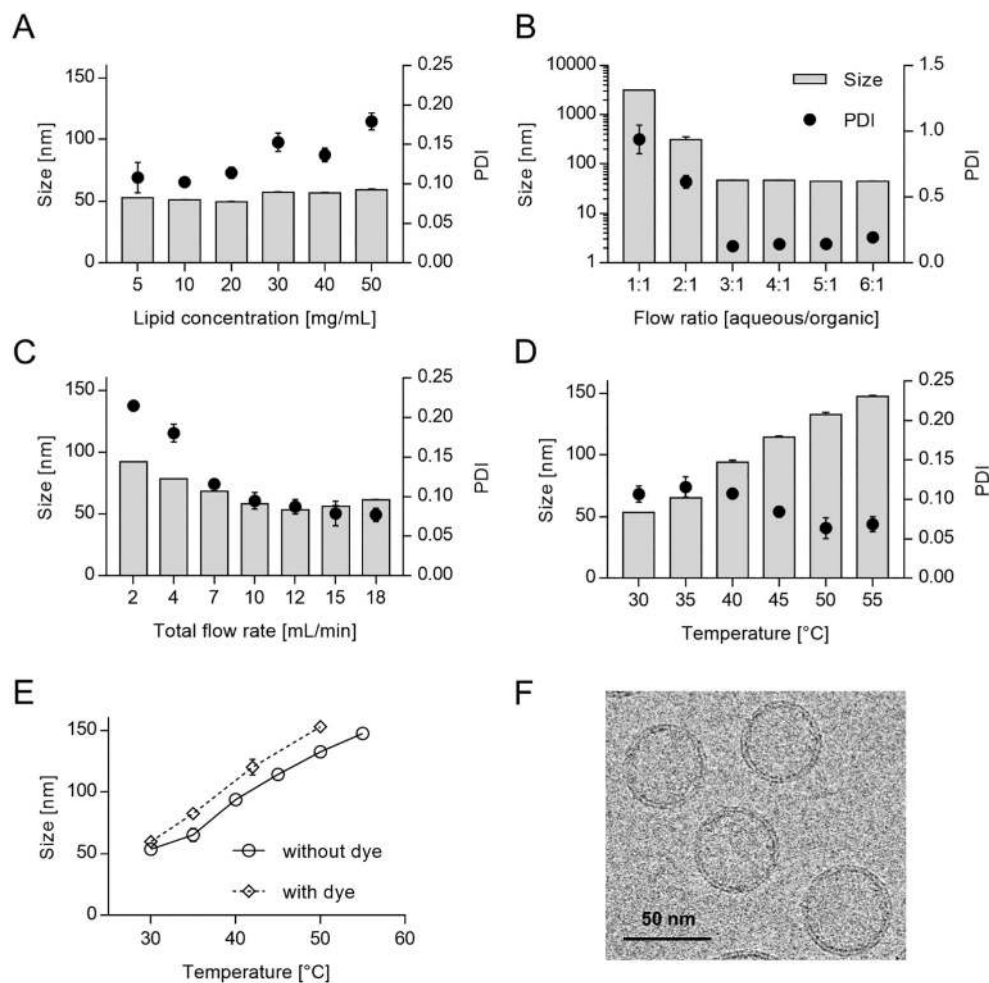 A
Size [nm]
150
100
50
0
0.25
0.20
0.15
0.10
0.05
0.00
PDI
5 10 20 30 40 50
Lipid concentration [mg/mL]
B
Size [nm]
10000
1000
100
10
1
Size
PDI
1.5
1.0
0.5
0.0
PDI
1:1 2:1 3:1 4:1 5:1 6:1
Flow ratio [aqueous/organic]
C
Size [nm]
150
100
50
0
0.25
0.20
0.15
0.10
0.05
0.00
PDI
2 4 7 10 12 15 18
Total flow rate [mL/min]
D
Size [nm]
150
100
50
0
0.25
0.20
0.15
0.10
0.05
0.00
PDI
30 35 40 45 50 55
Temperature [°C]
E
Size [nm]
150
100
50
0
without dye
with dye
30 40 50 60
Temperature [°C]
F
50 nm